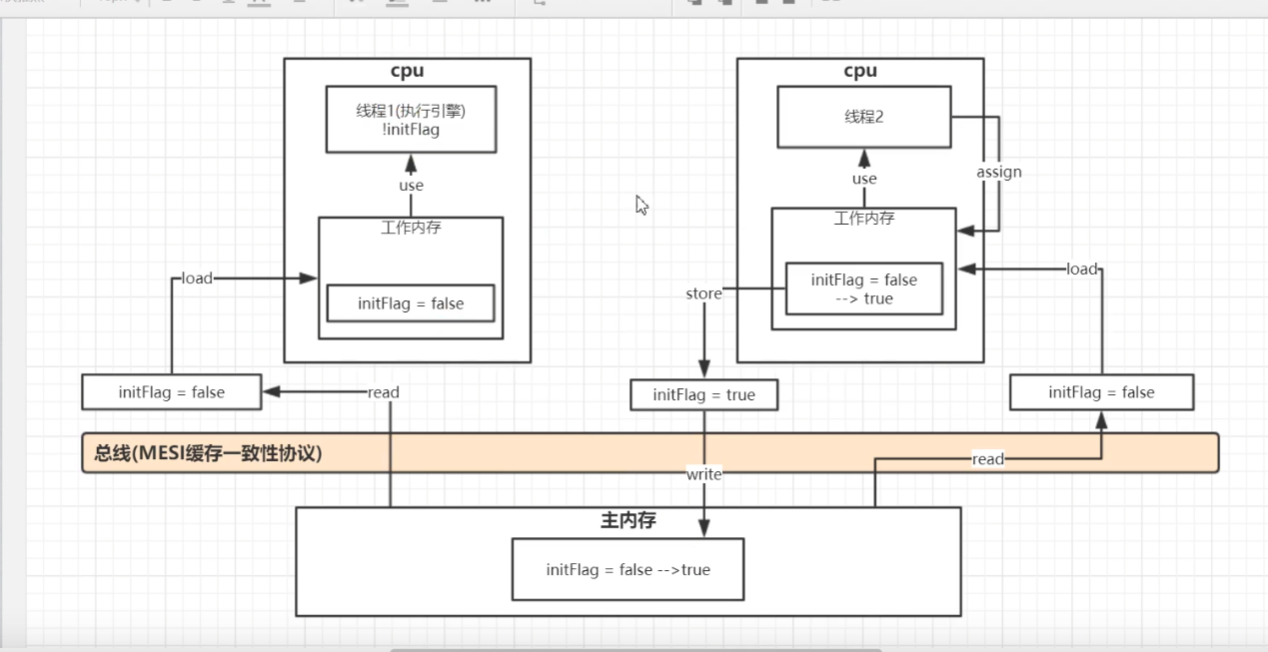 cpu
线程1(执行引擎)
!initFlag
use
工作内存
initFlag = false
load
initFlag = false
read
cpu
线程2
assign
use
工作内存
initFlag = false
--> true
store
load
initFlag = true
initFlag = false
总线(MESI缓存一致性协议)
write
read
主内存
initFlag = false -->true